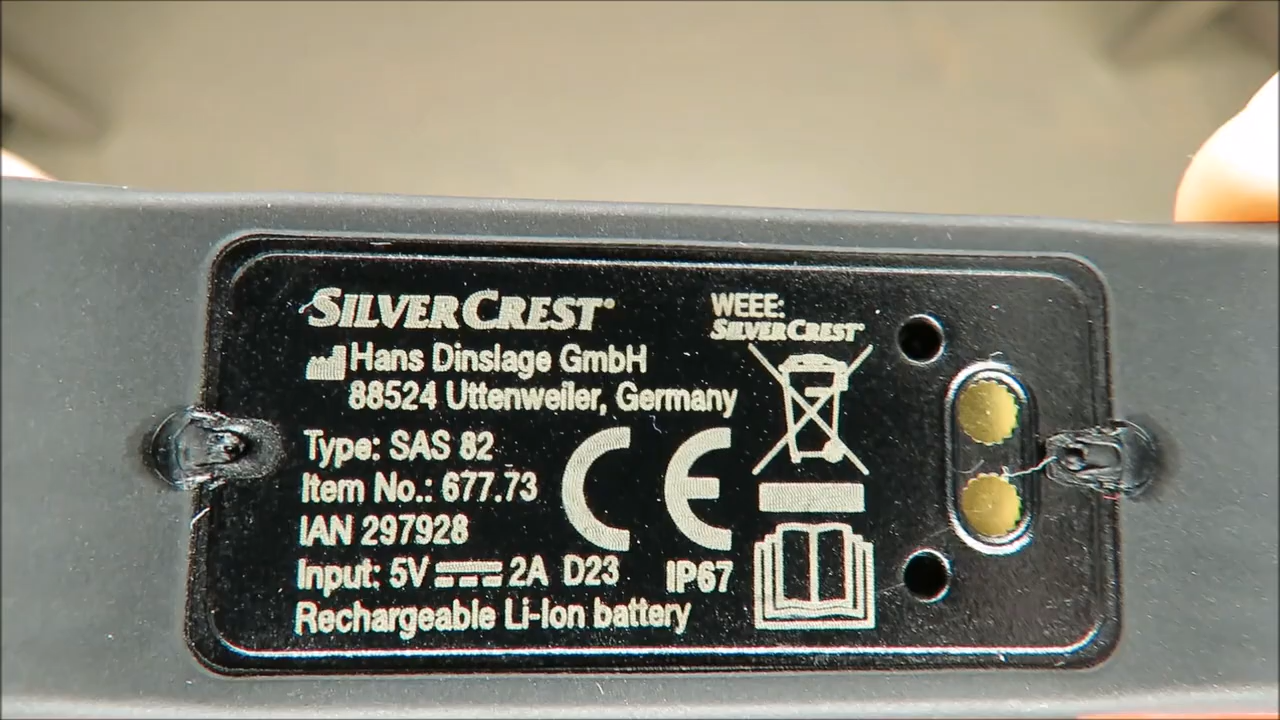 SILVERCREST®
Hans Dinslage GmbH
88524 Uttenweiler, Germany
Type: SAS 82
Item No.: 677.73
IAN 297928
Input: 5V ⎓ 2A D23
Rechargeable Li-Ion battery
CE
IP67
WEEE:
SILVERCREST®